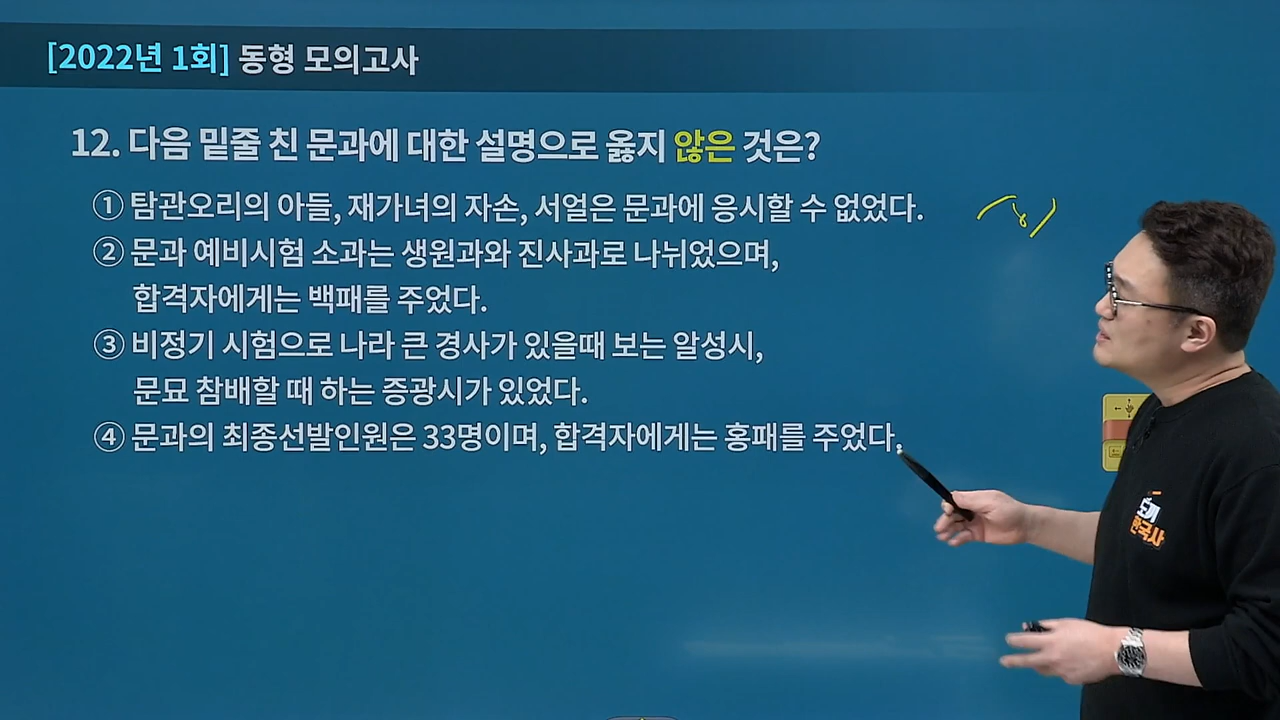 [2022년 1회] 동형 모의고사
12. 다음 밑줄 친 문과에 대한 설명으로 옳지 않은 것은?
① 탐관오리의 아들, 재가녀의 자손, 서얼은 문과에 응시할 수 없었다.
② 문과 예비시험 소과는 생원과와 진사과로 나뉘었으며,
합격자에게는 백패를 주었다.
③ 비정기 시험으로 나라 큰 경사가 있을때 보는 알성시,
문묘 참배할 때 하는 증광시가 있었다.
④ 문과의 최종선발인원은 33명이며, 합격자에게는 홍패를 주었다.
한국사